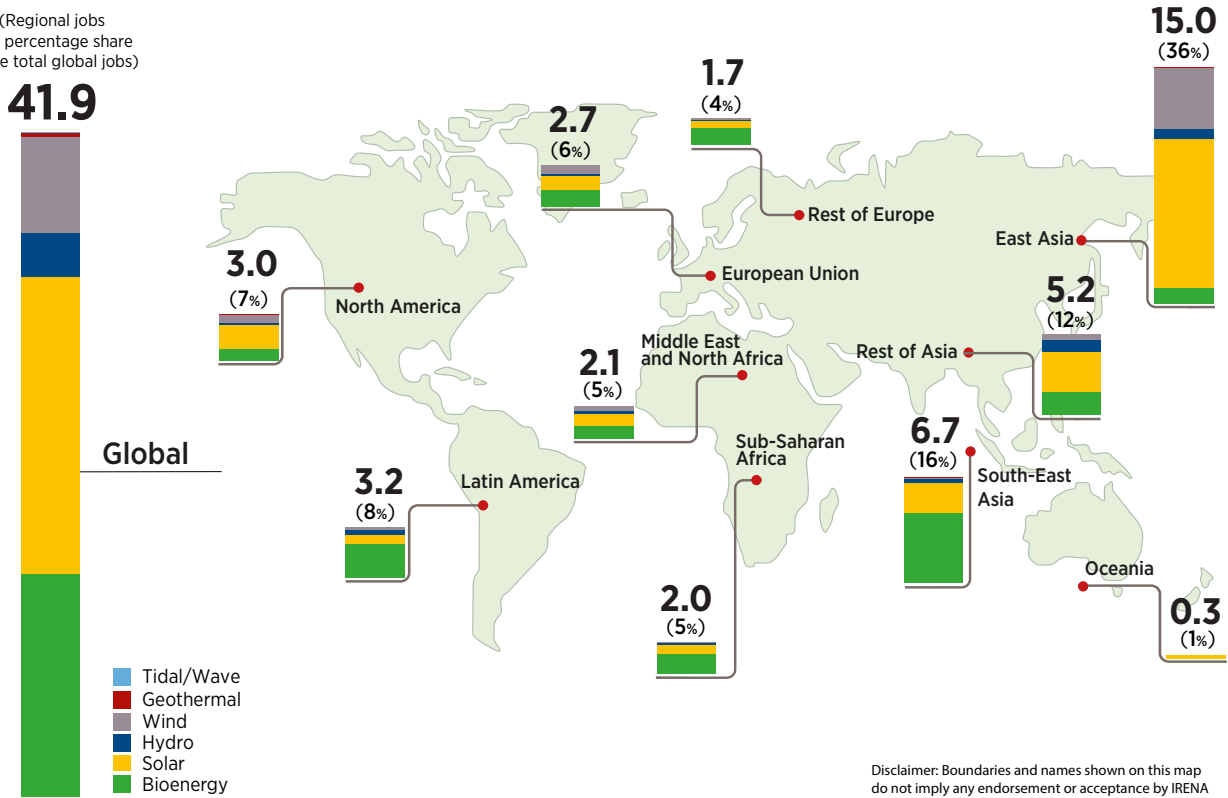 (Regional jobs
percentage share
total global jobs)
41.9
15.0
(36%)
1.7
(4%)
2.7
(6%)
Rest of Europe
East Asia
European Union
3.0
(7%)
North America
5.2
(12%)
Middle East
and North Africa
Rest of Asia
2.1
(5%)
Sub-Saharan
Africa
6.7
(16%)
Global
Latin America
3.2
(8%)
South-East
Asia
Oceania
2.0
(5%)
0.3
(1%)
Tidal/Wave
Geothermal
Wind
Hydro
Solar
Bioenergy
Disclaimer: Boundaries and names shown on this map
do not imply any endorsement or acceptance by IRENA